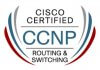 CISCO
CERTIFIED
CCNP
ROUTING &
SWITCHING